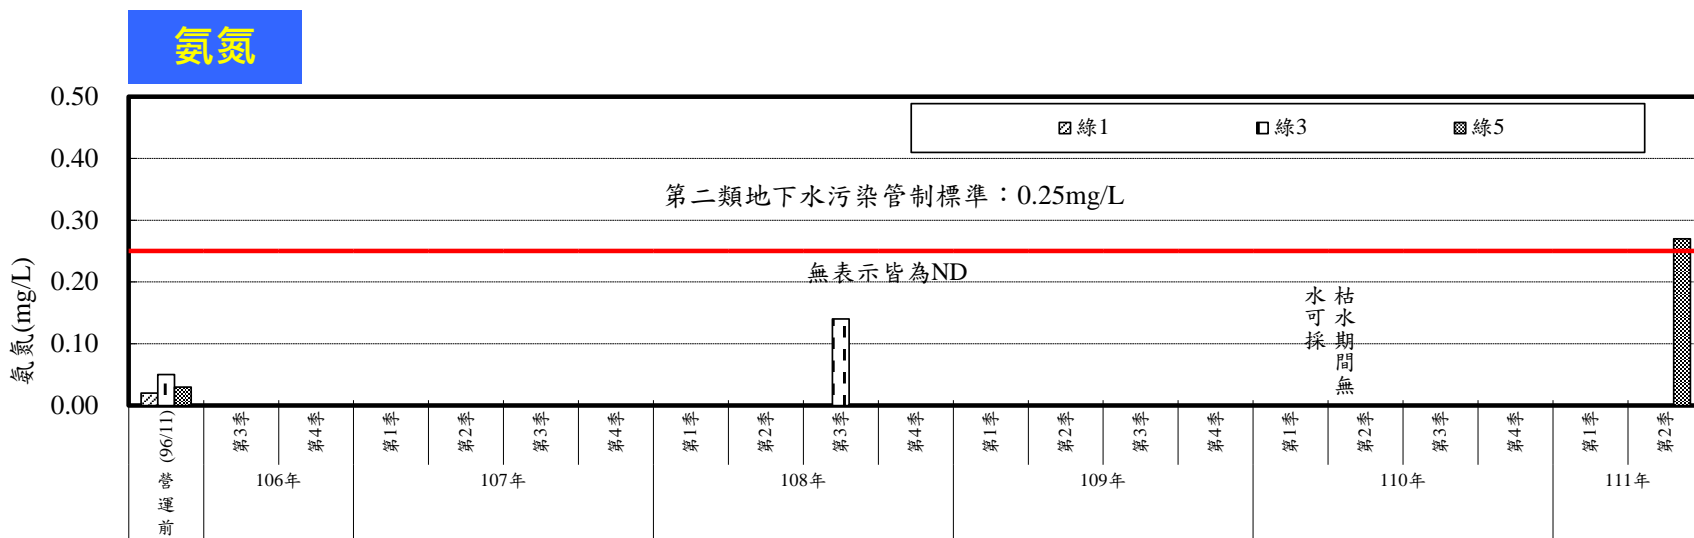 氨氮
0.50
0.40
0.30
0.20
0.10
0.00
氨氮(mg/L)
綠1 綠3 綠5
第二類地下水污染管制標準：0.25mg/L
無表示皆為ND
枯水期間無
水可採
營運前 (96/11)
第3季 第4季 第1季 第2季 第3季 第4季 第1季 第2季 第3季 第4季 第1季 第2季 第3季 第4季 第1季 第2季 第3季 第4季 第1季 第2季
106年 107年 108年 109年 110年 111年